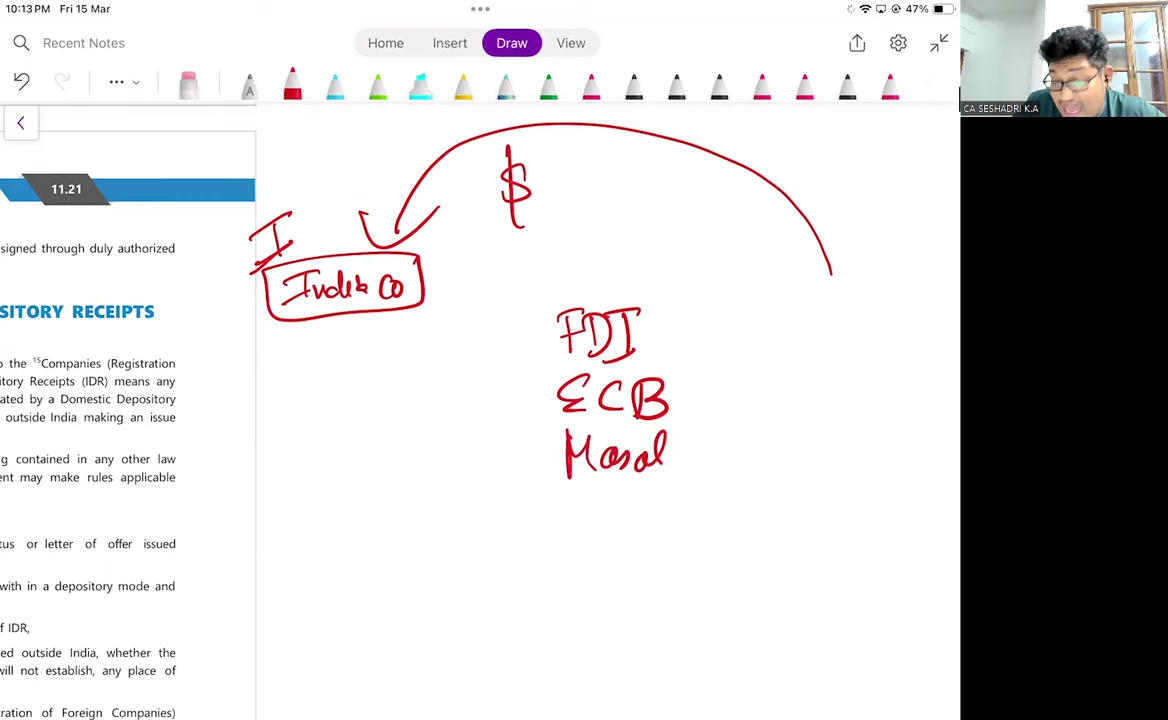 10:13 PM Fri 15 Mar
47%
Recent Notes
Home Insert Draw View
A
CA SESHADRI K.A
11.21
signed through duly authorized
SITORY RECEIPTS
o the 15Companies (Registration
itory Receipts (IDR) means any
ated by a Domestic Depository
outside India making an issue
ng contained in any other law
ent may make rules applicable
tus or letter of offer issued
with in a depository mode and
f IDR,
ed outside India, whether the
will not establish, any place of
ration of Foreign Companies)
$
I
Co
FDI
ECB
Masal